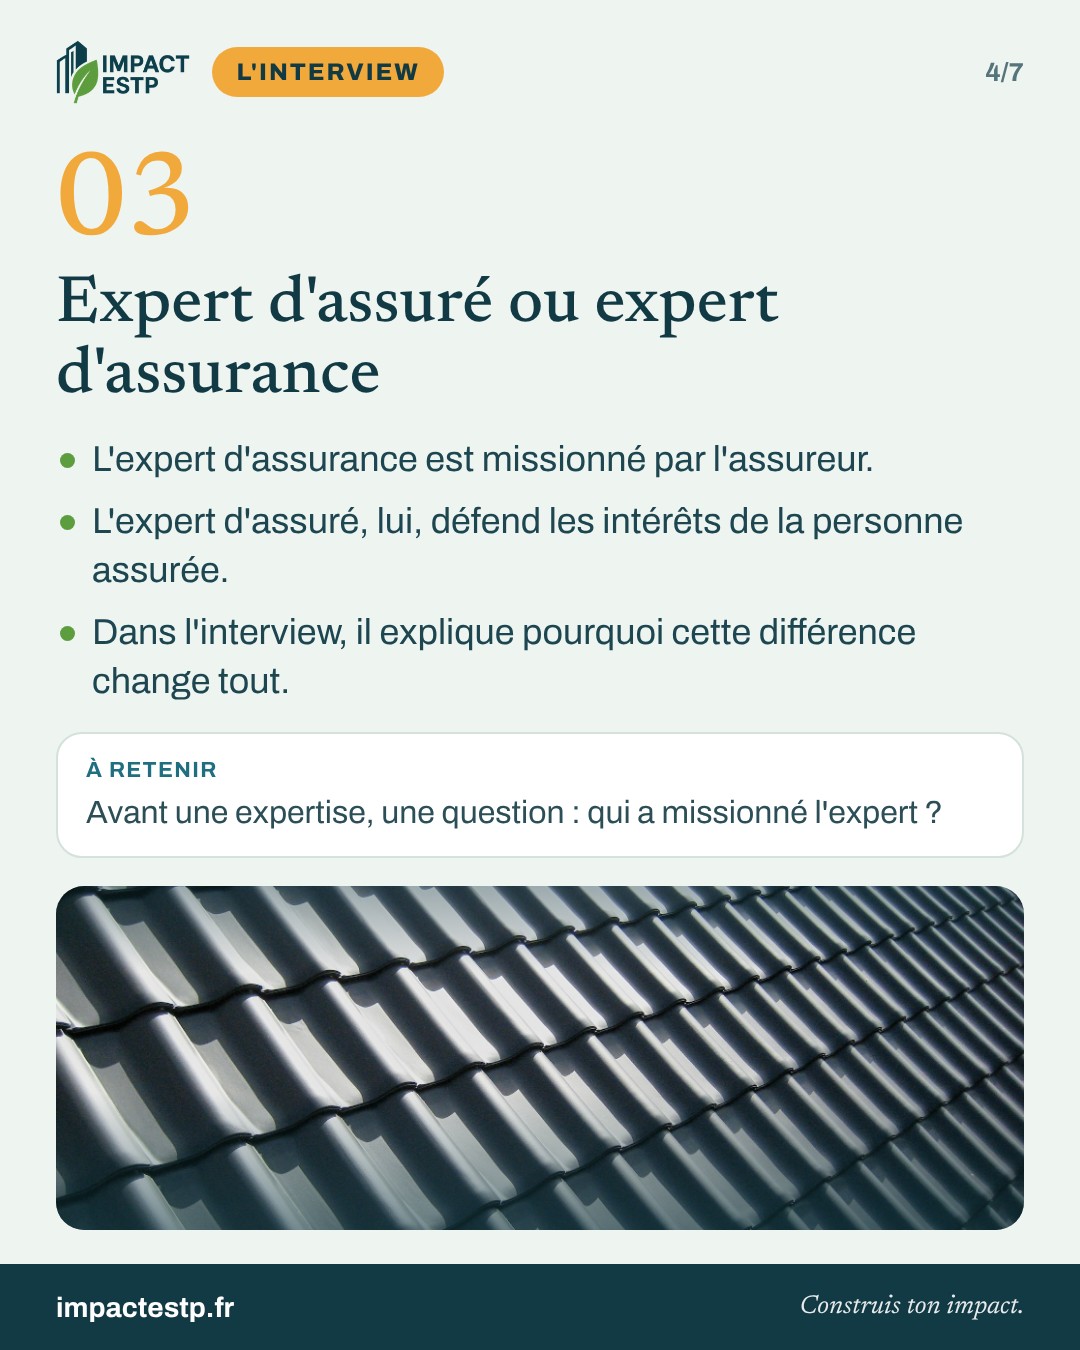 IMPACT
ESTP
L'INTERVIEW
4/7
03
Expert d'assuré ou expert
d'assurance
L'expert d'assurance est missionné par l'assureur.
L'expert d'assuré, lui, défend les intérêts de la personne
assurée.
Dans l'interview, il explique pourquoi cette différence
change tout.
À RETENIR
Avant une expertise, une question : qui a missionné l'expert ?
impactestp.fr
Construis ton impact.